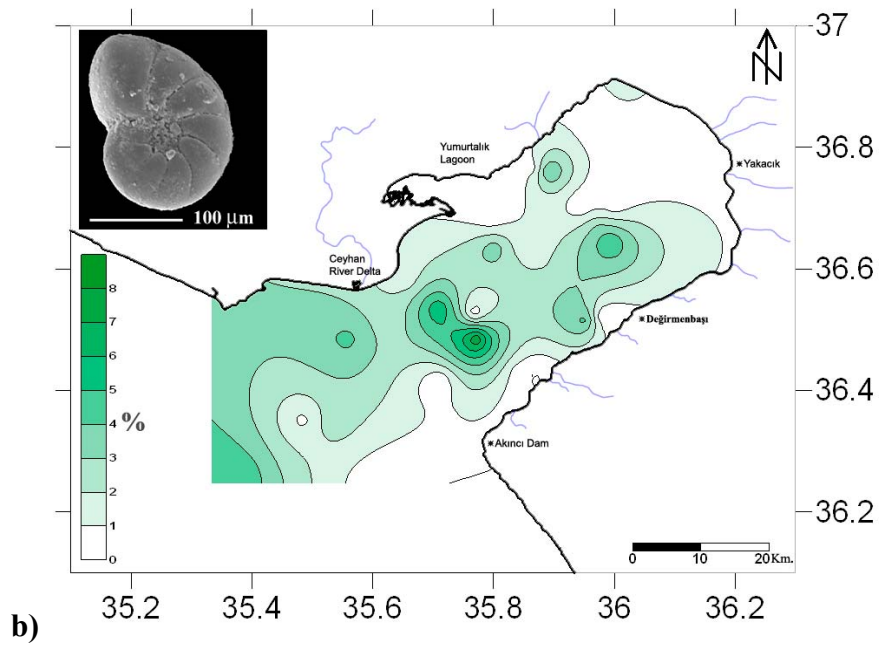 37
N
100 µm
Yumurtalık
Lagoon
Yakacık
36.8
Ceyhan
River Delta
36.6
Değirmenbaşı
8
7
6
5
4
3
2
1
0
%
36.4
Akıncı Dam
36.2
0 10 20Km.
35.2 35.4 35.6 35.8 36 36.2
b)